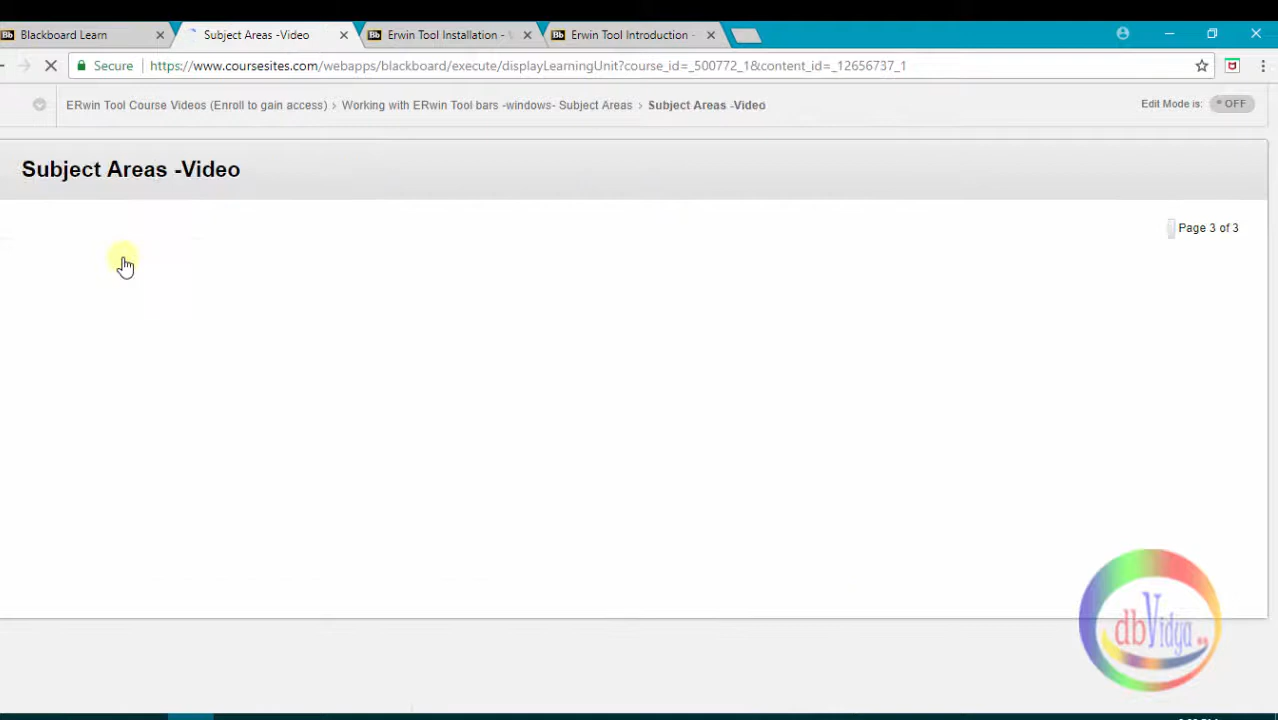 Blackboard Learn
Subject Areas -Video
Erwin Tool Installation -
Erwin Tool Introduction -
Secure
https://www.coursesites.com/webapps/blackboard/execute/displayLearningUnit?course_id=_500772_1&content_id=_12656737_1
ERwin Tool Course Videos (Enroll to gain access) > Working with ERwin Tool bars -windows- Subject Areas > Subject Areas -Video
Edit Mode is: OFF
Subject Areas -Video
Page 3 of 3
dbVidya